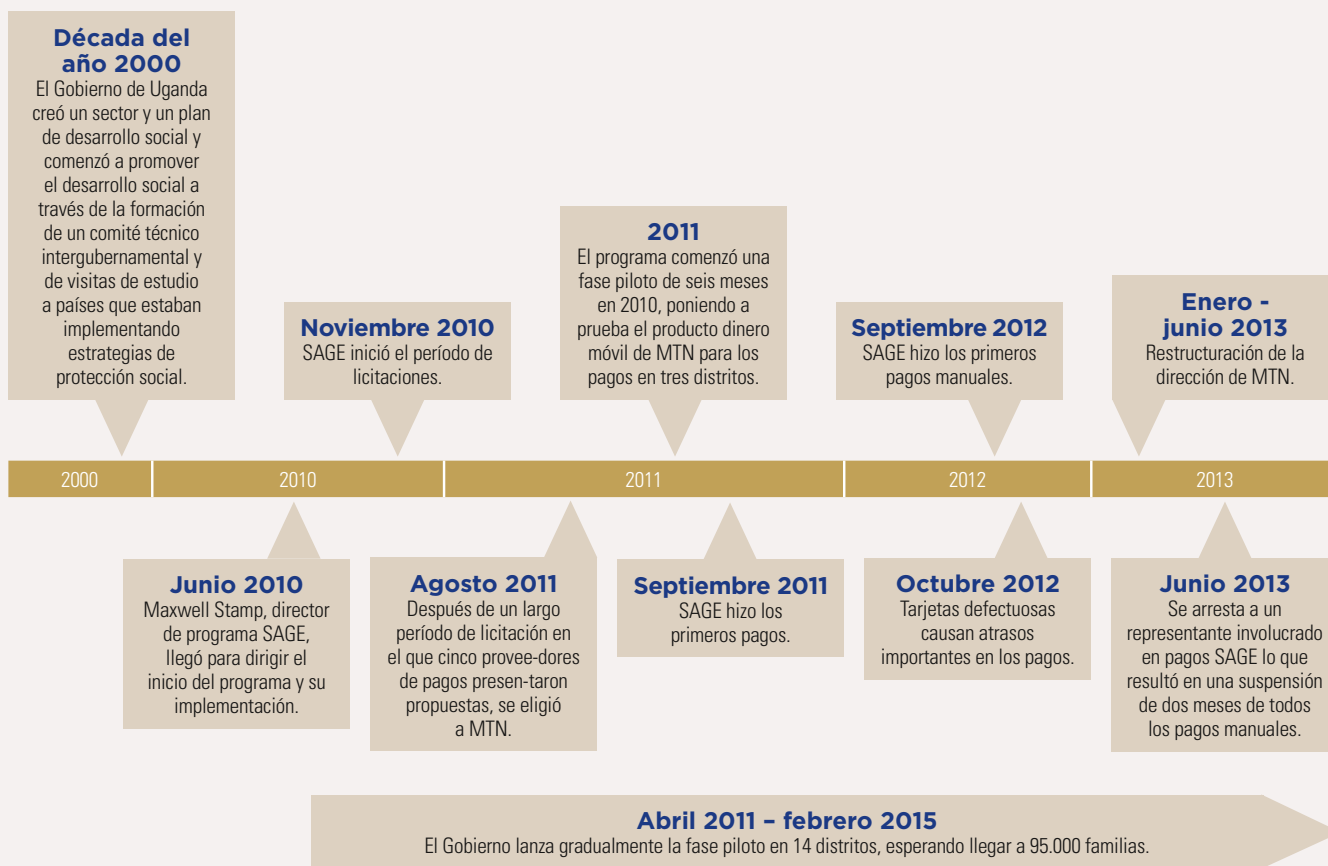 Década del
año 2000
El Gobierno de Uganda
creó un sector y un plan
de desarrollo social y
comenzó a promover
el desarrollo social a
través de la formación
de un comité técnico
intergubernamental y
de visitas de estudio
a países que estaban
implementando
estrategias de
protección social.
Noviembre 2010
SAGE inició el período de
licitaciones.
2011
El programa comenzó una
fase piloto de seis meses
en 2010, poniendo a
prueba el producto dinero
móvil de MTN para los
pagos en tres distritos.
Septiembre 2012
SAGE hizo los primeros
pagos manuales.
Enero -
junio 2013
Restructuración de la
dirección de MTN.
2000
2010
2011
2012
2013
Junio 2010
Maxwell Stamp, director
de programa SAGE,
llegó para dirigir el
inicio del programa y su
implementación.
Agosto 2011
Después de un largo
período de licitación en
el que cinco provee-dores
de pagos presen-taron
propuestas, se eligió
a MTN.
Septiembre 2011
SAGE hizo los
primeros pagos.
Octubre 2012
Tarjetas defectuosas
causan atrasos
importantes en los pagos.
Junio 2013
Se arresta a un
representante involucrado
en pagos SAGE lo que
resultó en una suspensión
de dos meses de todos
los pagos manuales.
Abril 2011 – febrero 2015
El Gobierno lanza gradualmente la fase piloto en 14 distritos, esperando llegar a 95.000 familias.